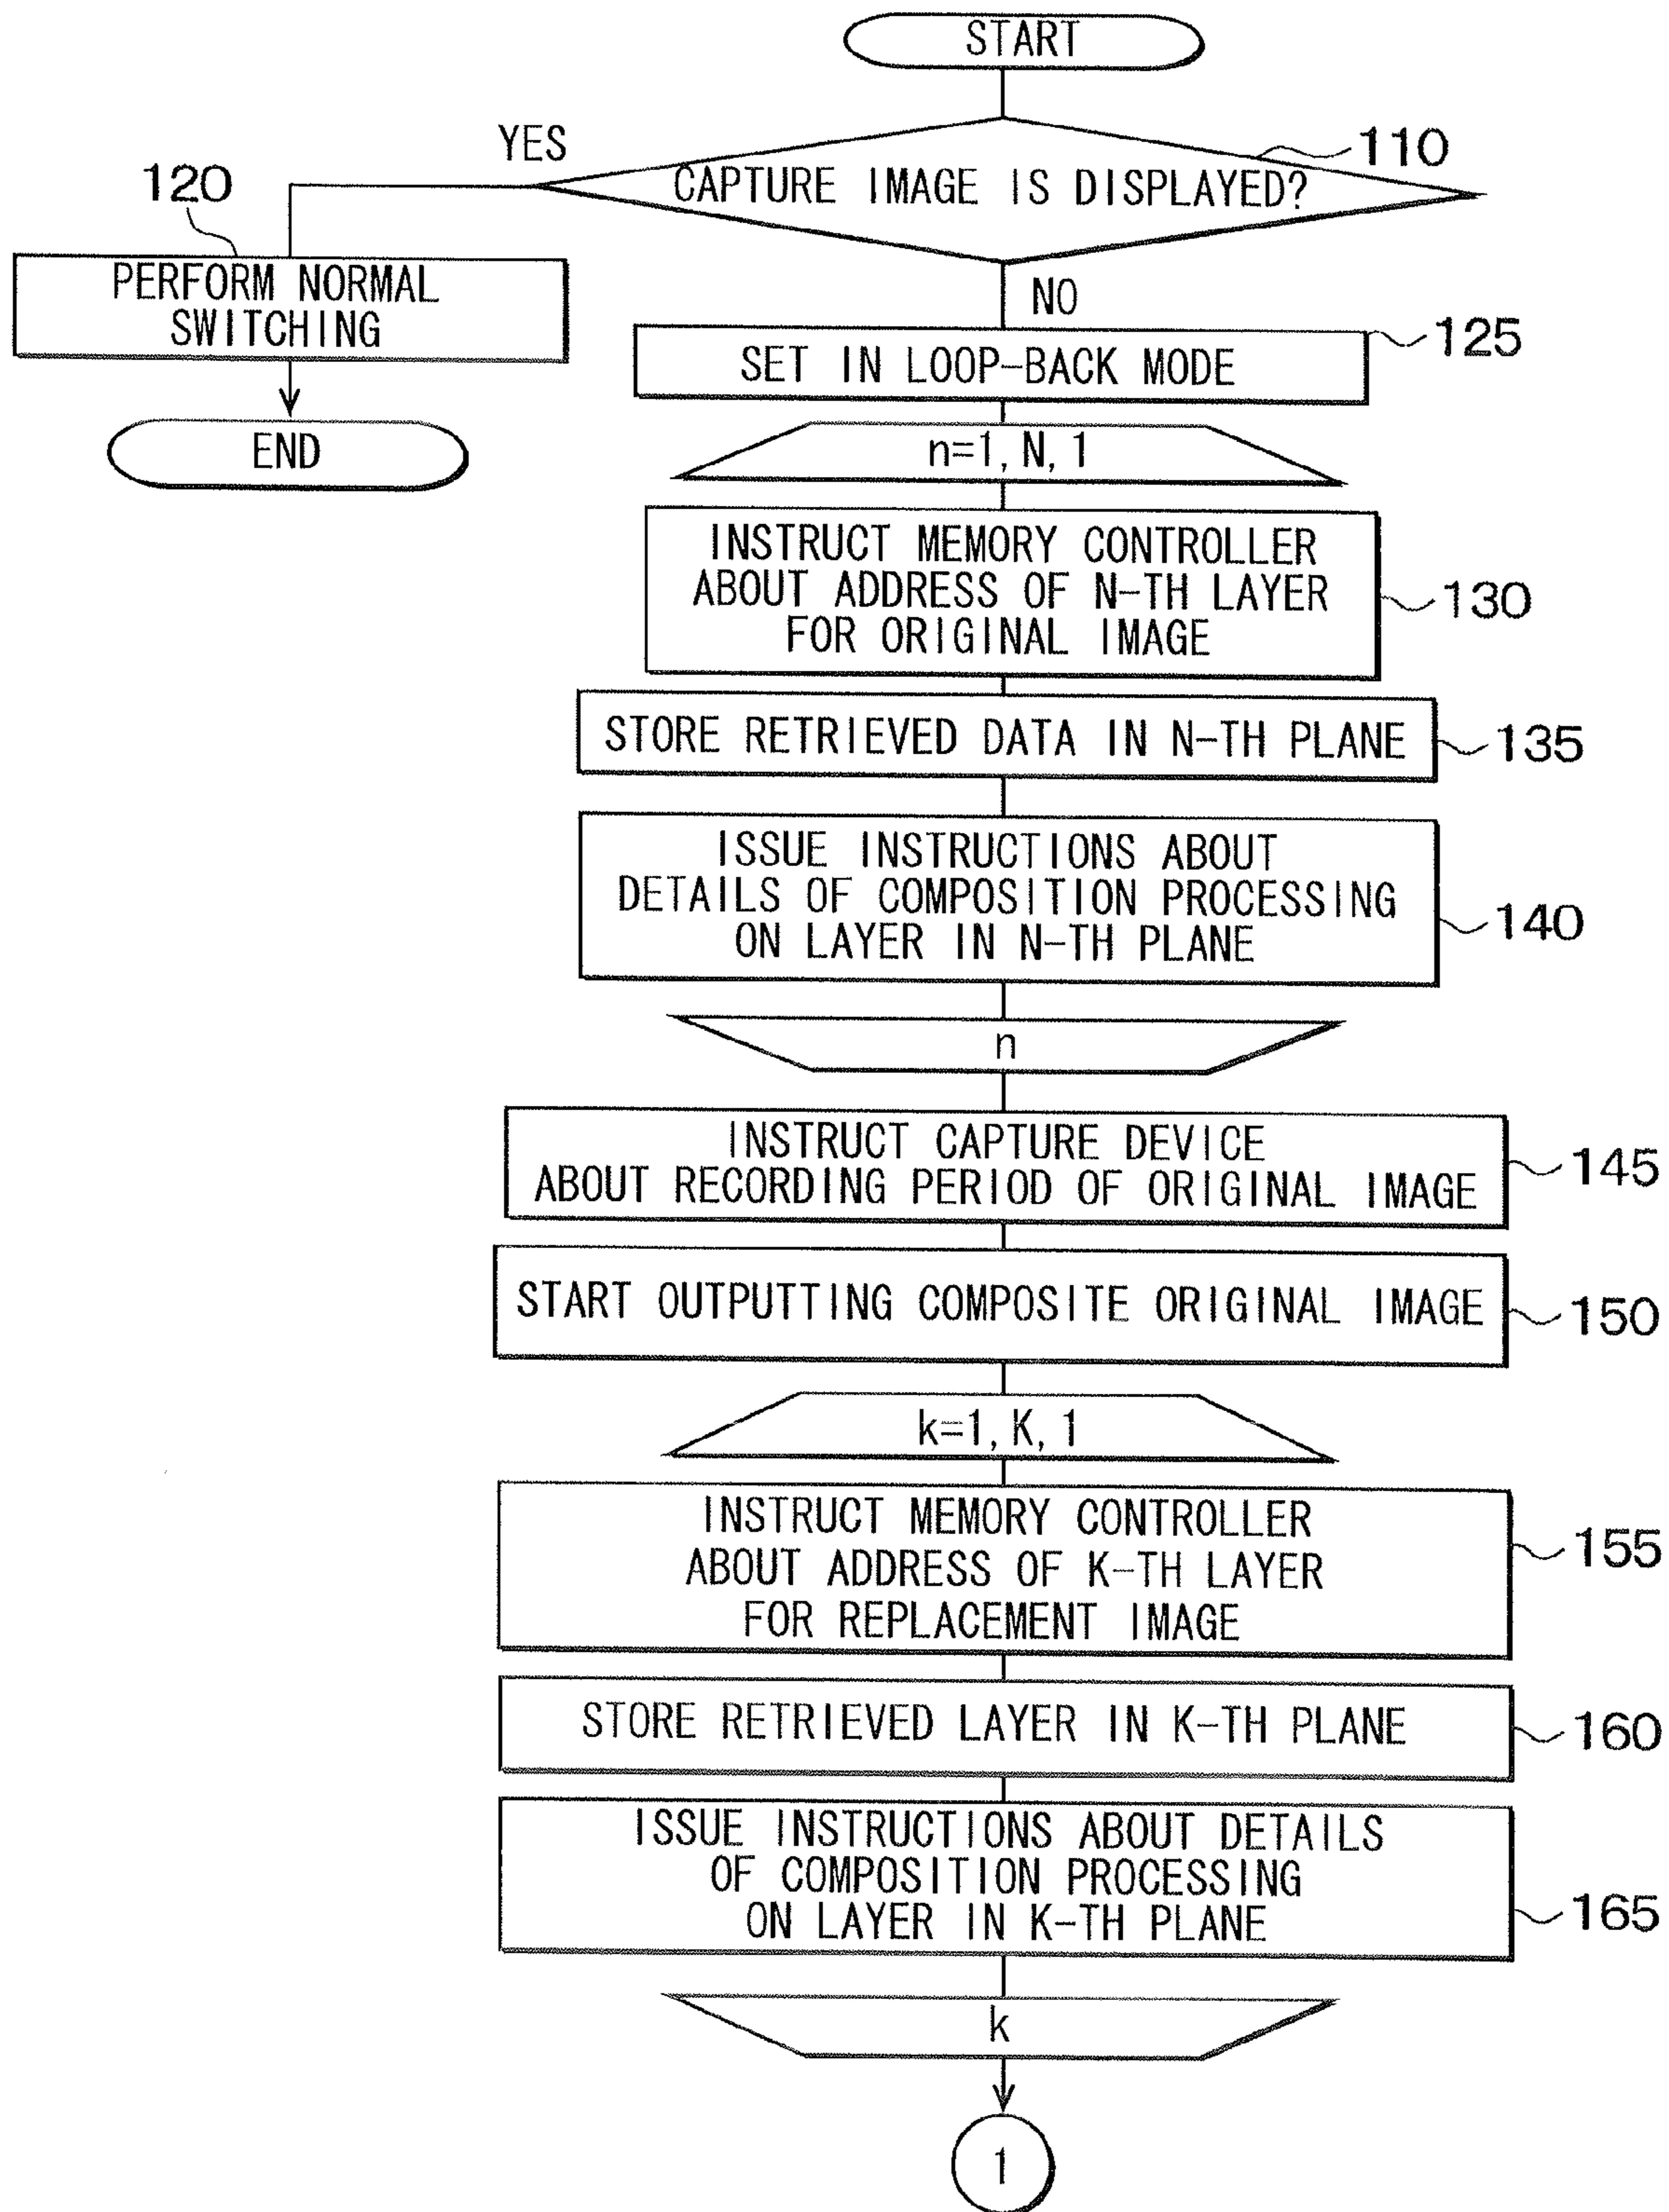 START
YES
110
120
CAPTURE IMAGE IS DISPLAYED?
PERFORM NORMAL
SWITCHING
NO
125
SET IN LOOP-BACK MODE
END
n=1, N, 1
INSTRUCT MEMORY CONTROLLER
ABOUT ADDRESS OF N-TH LAYER
FOR ORIGINAL IMAGE
130
STORE RETRIEVED DATA IN N-TH PLANE
135
ISSUE INSTRUCTIONS ABOUT
DETAILS OF COMPOSITION PROCESSING
ON LAYER IN N-TH PLANE
140
n
INSTRUCT CAPTURE DEVICE
ABOUT RECORDING PERIOD OF ORIGINAL IMAGE
145
START OUTPUTTING COMPOSITE ORIGINAL IMAGE
150
k=1, K, 1
INSTRUCT MEMORY CONTROLLER
ABOUT ADDRESS OF K-TH LAYER
FOR REPLACEMENT IMAGE
155
STORE RETRIEVED LAYER IN K-TH PLANE
160
ISSUE INSTRUCTIONS ABOUT DETAILS
OF COMPOSITION PROCESSING
ON LAYER IN K-TH PLANE
165
k
1